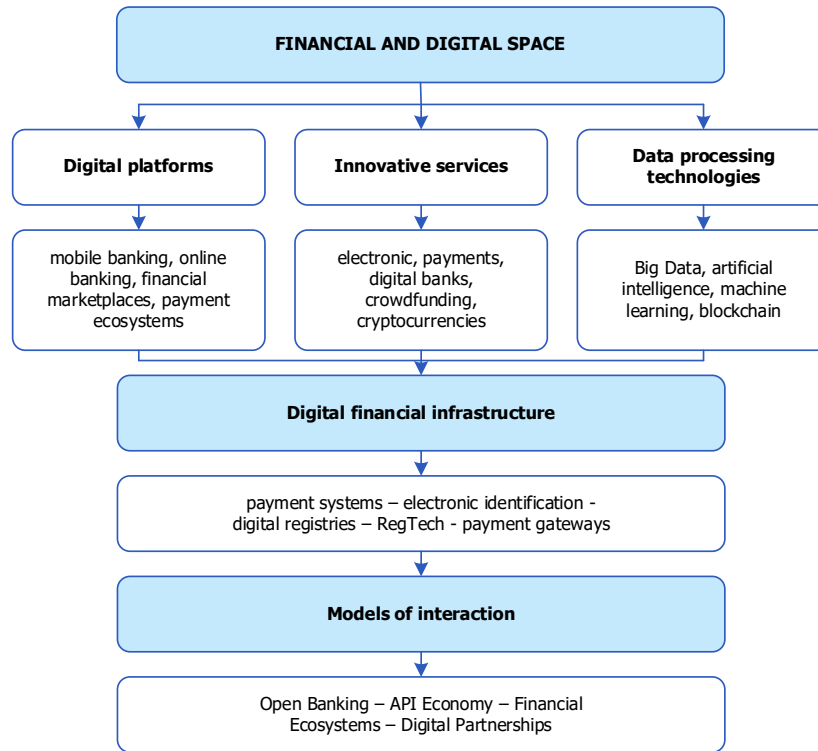 FINANCIAL AND DIGITAL SPACE
Digital platforms
Innovative services
Data processing
technologies
mobile banking, online
banking, financial
marketplaces, payment
ecosystems
electronic, payments,
digital banks,
crowdfunding,
cryptocurrencies
Big Data, artificial
intelligence, machine
learning, blockchain
Digital financial infrastructure
payment systems – electronic identification -
digital registries – RegTech - payment gateways
Models of interaction
Open Banking – API Economy – Financial
Ecosystems – Digital Partnerships